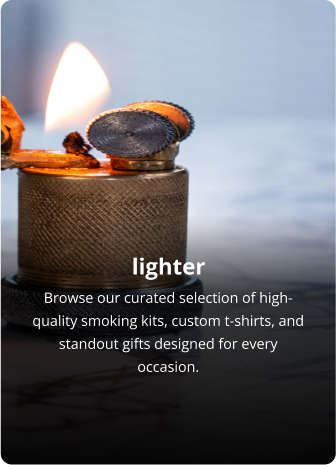 lighter
Browse our curated selection of high-
quality smoking kits, custom t-shirts, and
standout gifts designed for every
occasion.